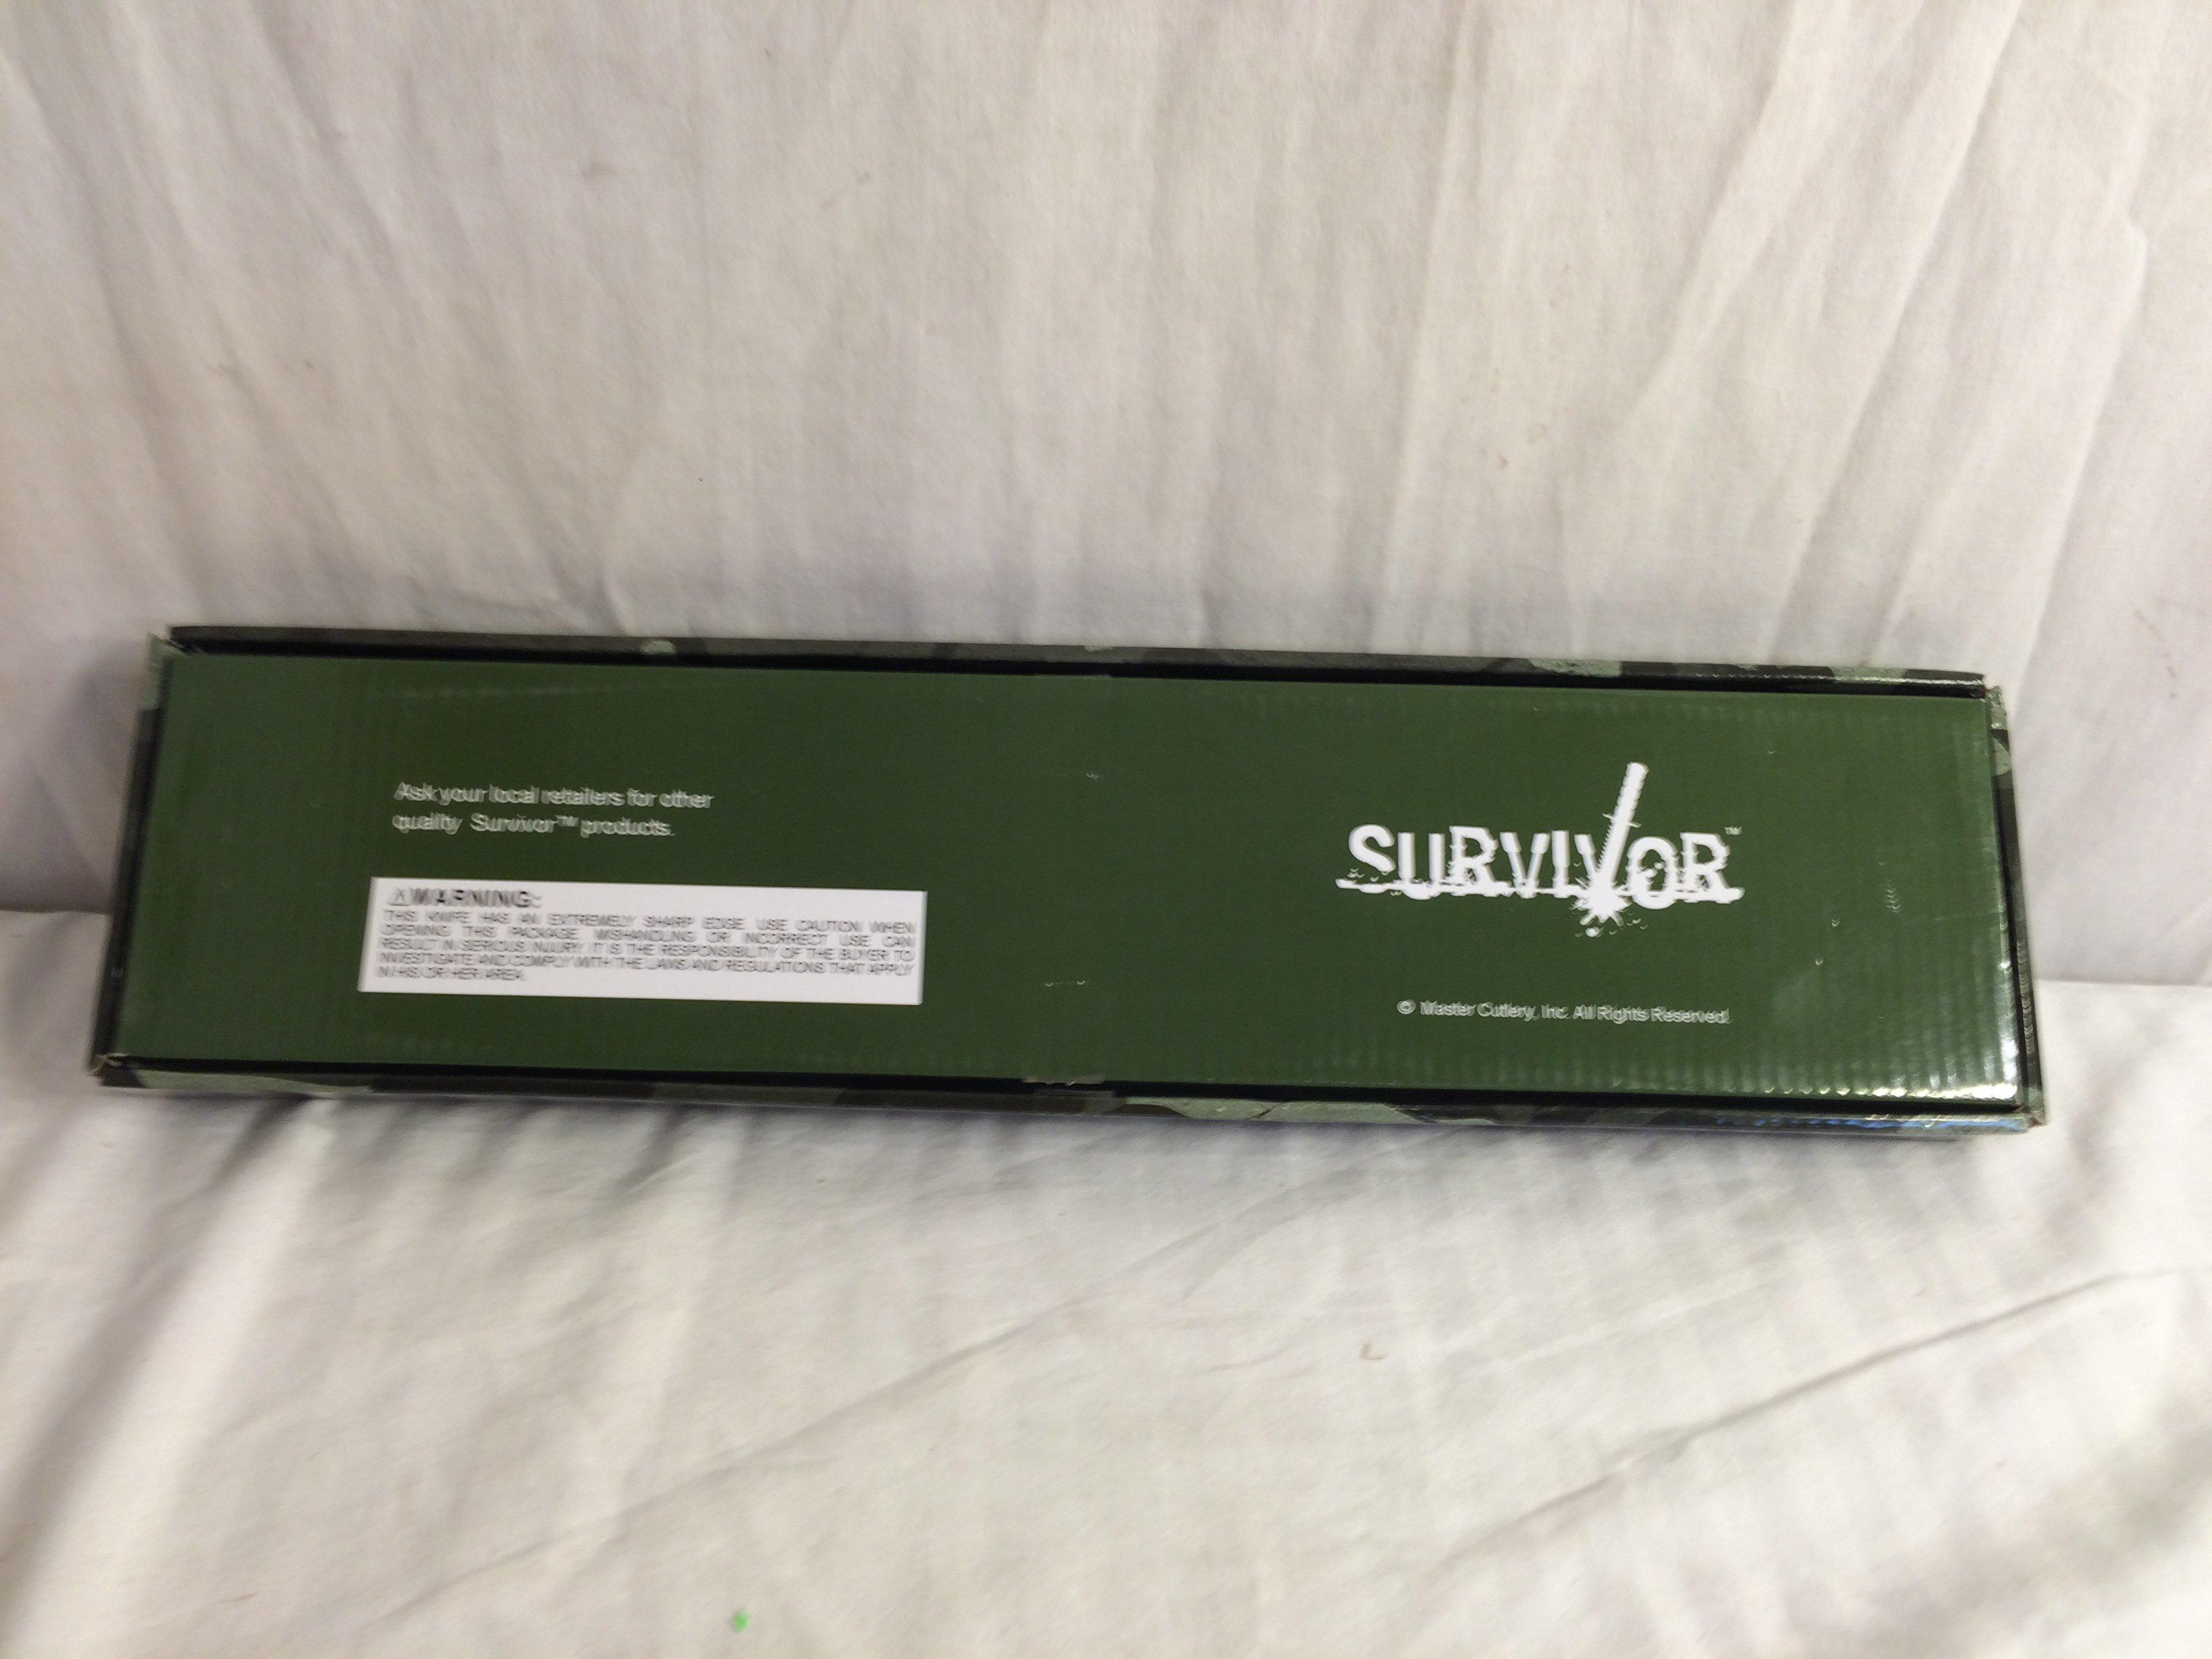 Ask your local retailers for other
quality Survivor™ products.
⚠WARNING:
THIS KNIFE HAS AN EXTREMELY SHARP EDGE. USE CAUTION WHEN
OPENING THIS PACKAGE. MISHANDLING OR INCORRECT USE CAN
RESULT IN SERIOUS INJURY. IT IS THE RESPONSIBILITY OF THE BUYER TO
INVESTIGATE AND COMPLY WITH THE LAWS AND REGULATIONS THAT APPLY
IN HIS OR HER AREA.
SURVIVOR™
© Master Cutlery, Inc. All Rights Reserved.